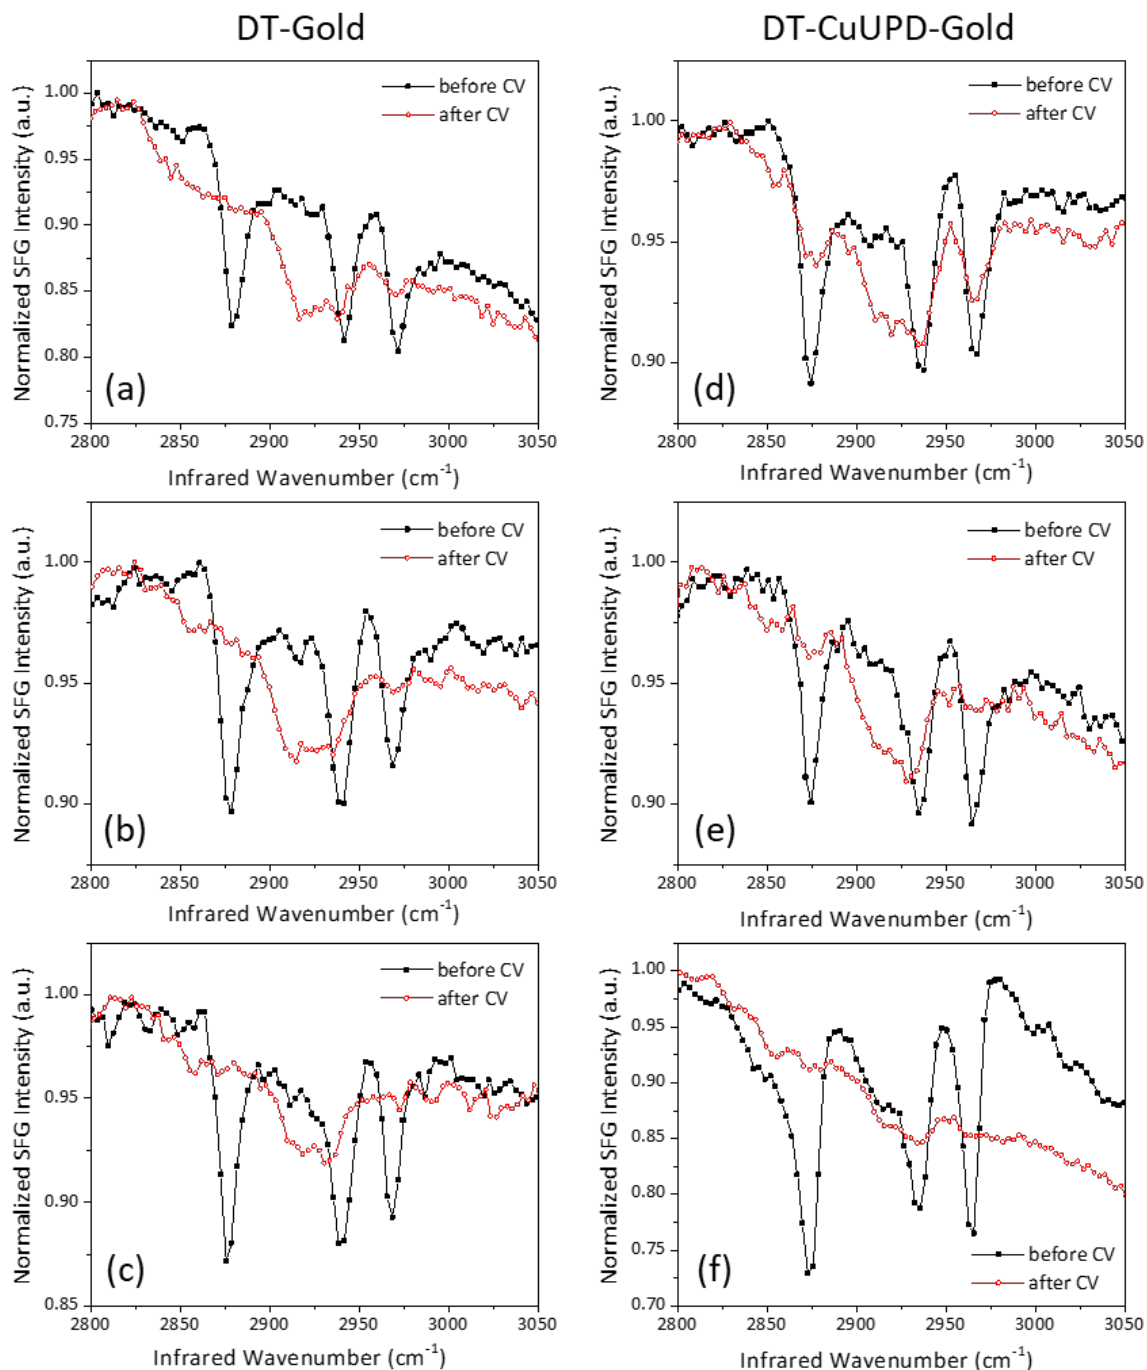 DT-Gold
DT-CuUPD-Gold
Normalized SFG Intensity (a.u.)
1.00
0.95
0.90
0.85
0.80
0.75
before CV
after CV
(a)
2800 2850 2900 2950 3000 3050
Infrared Wavenumber (cm⁻¹)
Normalized SFG Intensity (a.u.)
1.00
0.95
0.90
before CV
after CV
(d)
2800 2850 2900 2950 3000 3050
Infrared Wavenumber (cm⁻¹)
Normalized SFG Intensity (a.u.)
1.00
0.95
0.90
before CV
after CV
(b)
2800 2850 2900 2950 3000 3050
Infrared Wavenumber (cm⁻¹)
Normalized SFG Intensity (a.u.)
1.00
0.95
0.90
before CV
after CV
(e)
2800 2850 2900 2950 3000 3050
Infrared Wavenumber (cm⁻¹)
Normalized SFG Intensity (a.u.)
1.00
0.95
0.90
0.85
before CV
after CV
(c)
2800 2850 2900 2950 3000 3050
Infrared Wavenumber (cm⁻¹)
Normalized SFG Intensity (a.u.)
1.00
0.95
0.90
0.85
0.80
0.75
0.70
before CV
after CV
(f)
2800 2850 2900 2950 3000 3050
Infrared Wavenumber (cm⁻¹)